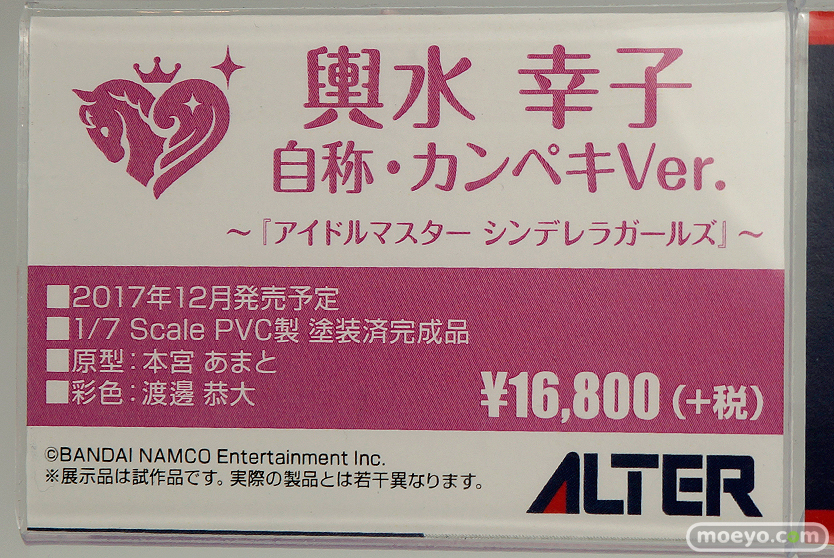 輿水 幸子
自称・カンペキVer.
～『アイドルマスター シンデレラガールズ』～
■2017年12月発売予定
■1/7 Scale PVC製 塗装済完成品
■原型：本宮 あまと
■彩色：渡邊 恭大
¥16,800（+税）
©BANDAI NAMCO Entertainment Inc.
※展示品は試作品です。実際の製品とは若干異なります。
ALTER
moeyo.com